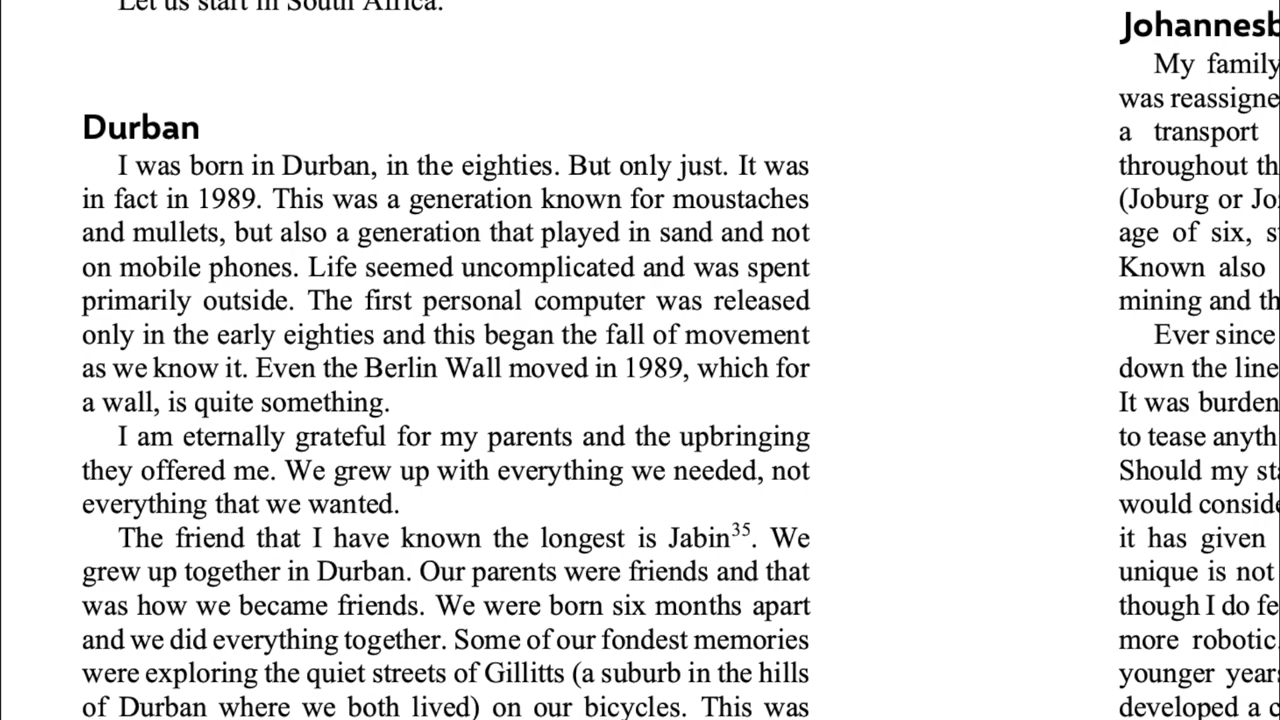 Let us start in South Africa.
Durban
I was born in Durban, in the eighties. But only just. It was
in fact in 1989. This was a generation known for moustaches
and mullets, but also a generation that played in sand and not
on mobile phones. Life seemed uncomplicated and was spent
primarily outside. The first personal computer was released
only in the early eighties and this began the fall of movement
as we know it. Even the Berlin Wall moved in 1989, which for
a wall, is quite something.
I am eternally grateful for my parents and the upbringing
they offered me. We grew up with everything we needed, not
everything that we wanted.
The friend that I have known the longest is Jabin³⁵. We
grew up together in Durban. Our parents were friends and that
was how we became friends. We were born six months apart
and we did everything together. Some of our fondest memories
were exploring the quiet streets of Gillitts (a suburb in the hills
of Durban where we both lived) on our bicycles. This was
My family
was
a transport
throughout
(Joburg or
age of six,
Known also
mining and
Ever since
down the line
It was
to tease
Should my
would
it has given
unique is not
though I do
more robotic.
younger
developed a